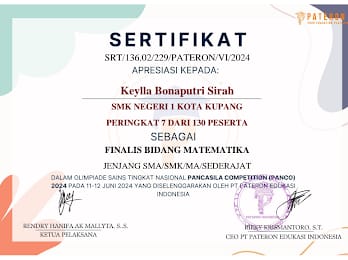 PATERON
SERTIFIKAT
SRT/136.02/229/PATERON/VI/2024
APRESIASI KEPADA:
Keylla Bonaputri Sirah
SMK NEGERI 1 KOTA KUPANG
PERINGKAT 7 DARI 130 PESERTA
SEBAGAI
FINALIS BIDANG MATEMATIKA
JENJANG SMA/SMK/MA/SEDERAJAT
DALAM OLIMPIADE SAINS TINGKAT NASIONAL PANCASILA COMPETITION (PANCO)
2024 PADA 11-12 JUNI 2024 YANG DISELENGGARAKAN OLEH PT PATERON EDUKASI
INDONESIA
RENDRY HANIFA AK MALLYTA, S.S.
KETUA PELAKSANA
RISKY KRISMANTORO, S.T.
CEO PT PATERON EDUKASI INDONESIA